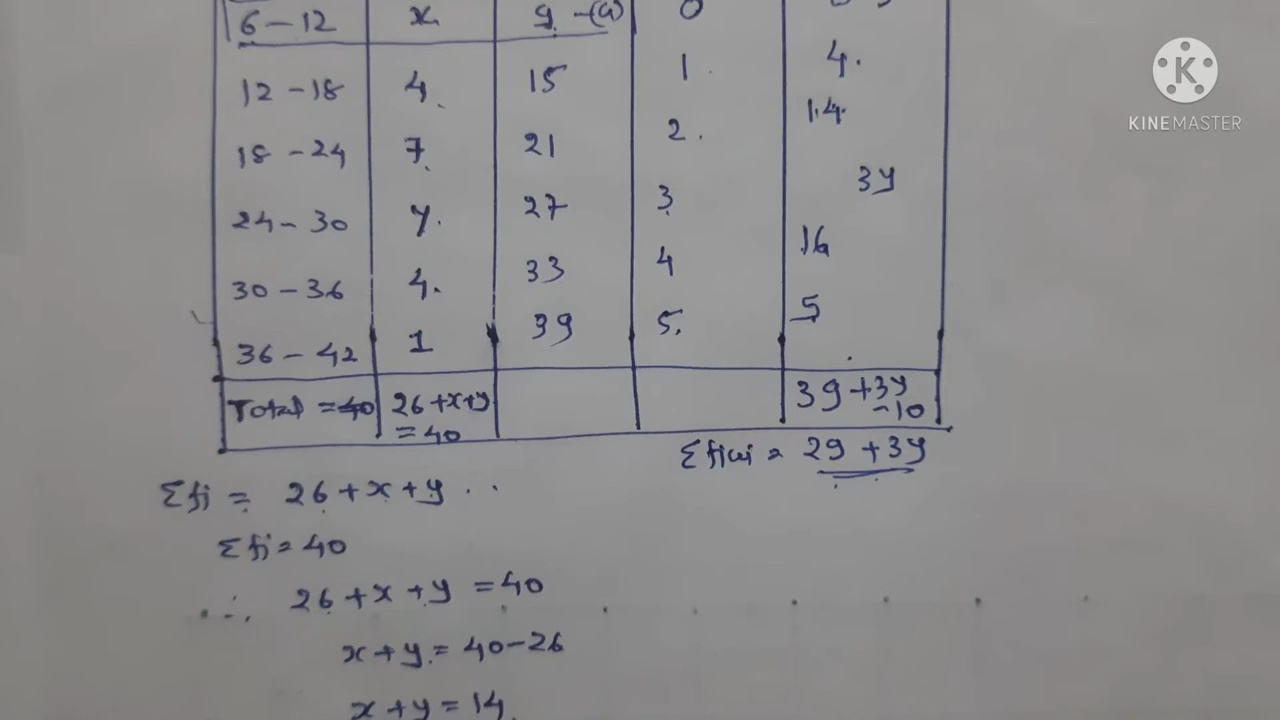 6-12 x 9 -(a) 0
12-18 4. 15 1 4.
18-24 7. 21 2. 14
24-30 y. 27 3 3y
30-36 4. 33 4 16
36-42 1 39 5. 5
Total =40 26+x+y =40 39+3y -10
Σfiui = 29+3y
Σfi = 26+x+y
Σfi = 40
∴ 26+x+y = 40
x+y = 40-26
x+y = 14
KINEMASTER